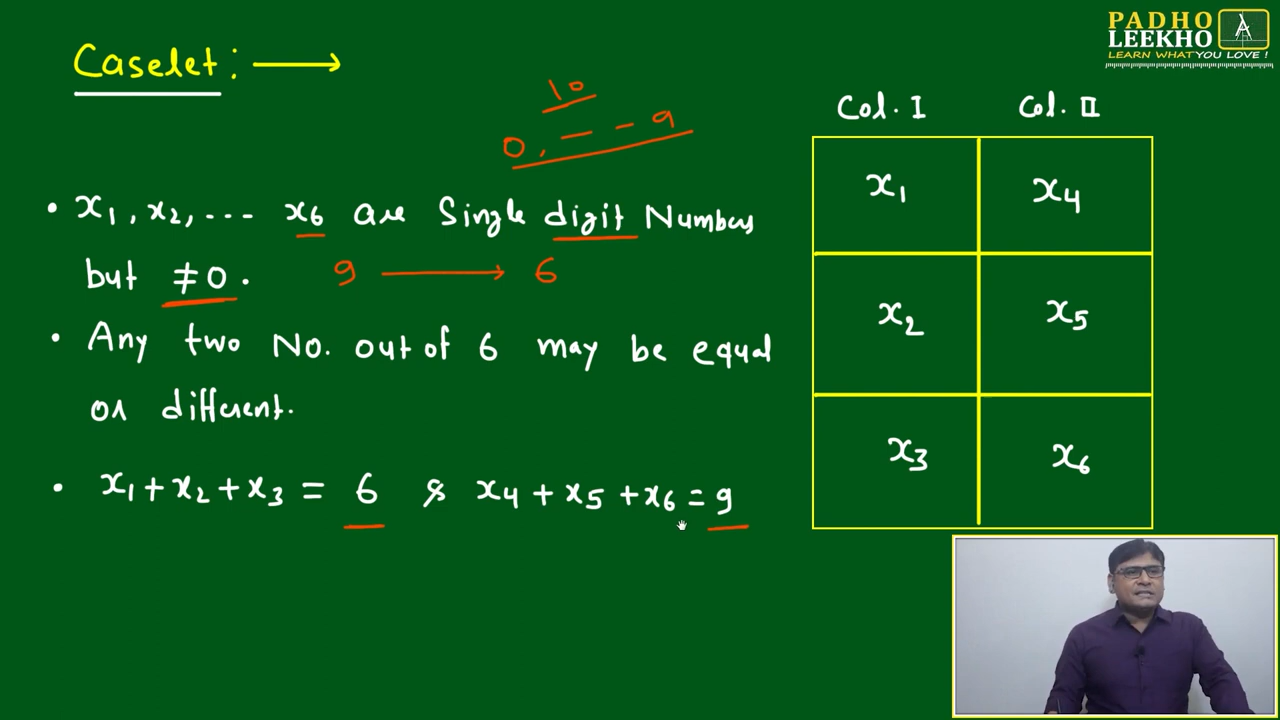 PADHO
LEEKHO
LEARN WHAT YOU LOVE !
Caselet: →
10
0, - - 9
Col. I Col. II
x₁ x₄
x₂ x₅
x₃ x₆
• x₁, x₂, ... x₆ are Single digit Numbers
but ≠0. 9 → 6
• Any two No. out of 6 may be equal
or different.
• x₁+x₂+x₃ = 6 & x₄+x₅+x₆=9